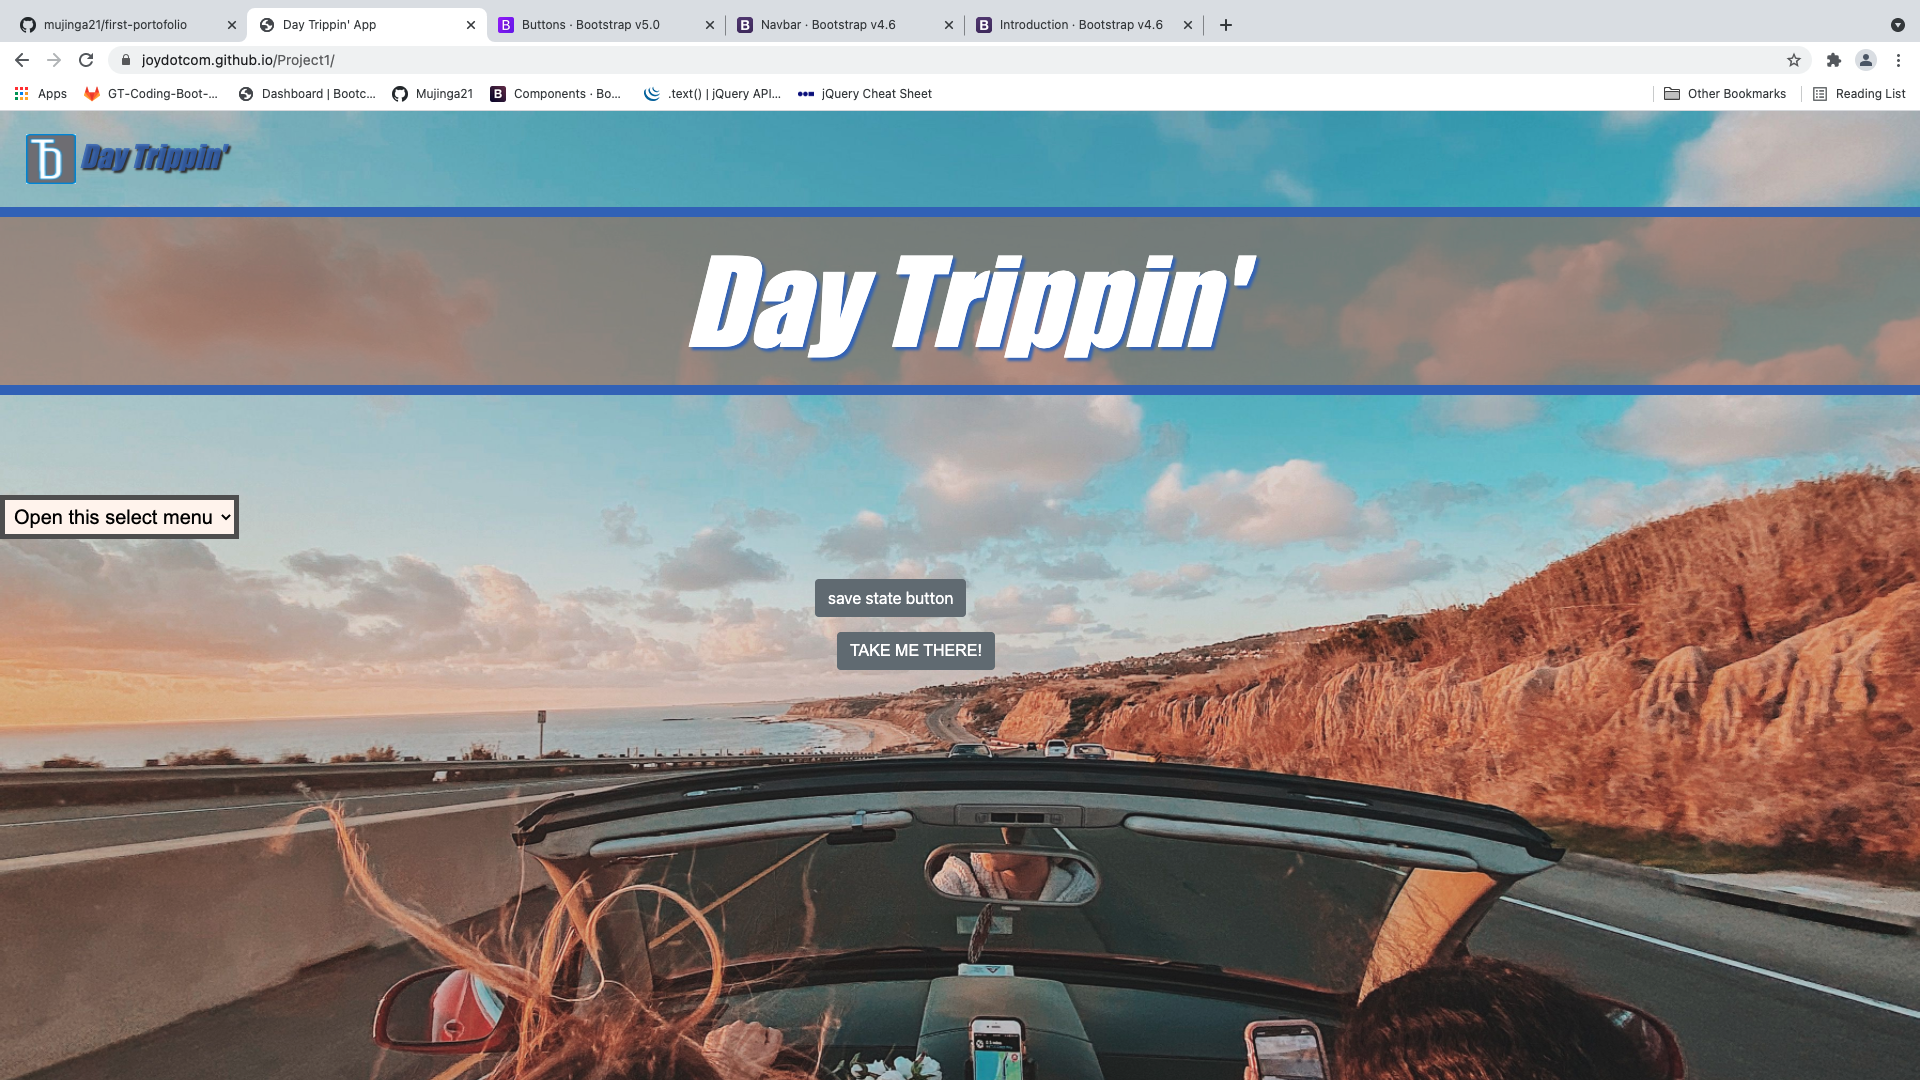 mujinga21/first-portofolio
Day Trippin' App
Buttons · Bootstrap v5.0
Navbar · Bootstrap v4.6
Introduction · Bootstrap v4.6
joydotcom.github.io/Project1/
Apps
GT-Coding-Boot-...
Dashboard | Bootc...
Mujinga21
Components · Bo...
.text() | jQuery API...
jQuery Cheat Sheet
Other Bookmarks
Reading List
Day Trippin'
Day Trippin'
Open this select menu
save state button
TAKE ME THERE!